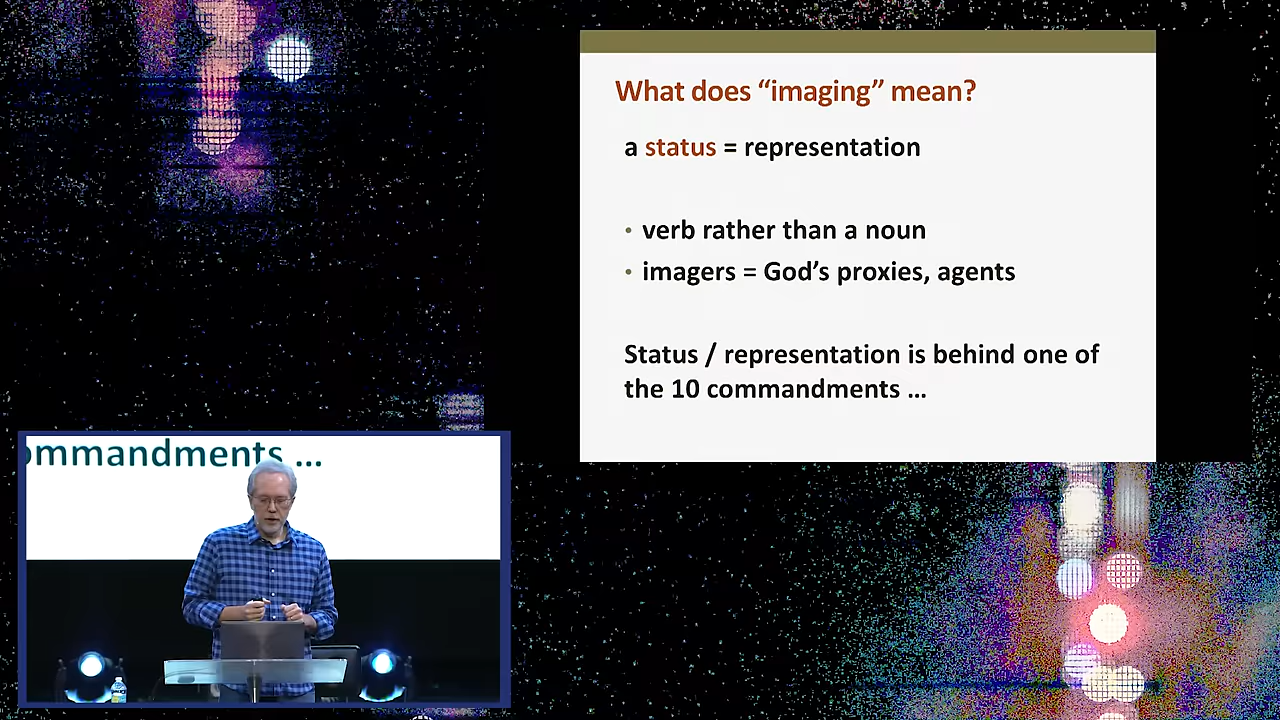 What does “imaging” mean?
a status = representation
• verb rather than a noun
• imagers = God’s proxies, agents
Status / representation is behind one of
the 10 commandments ...
ommandments ...